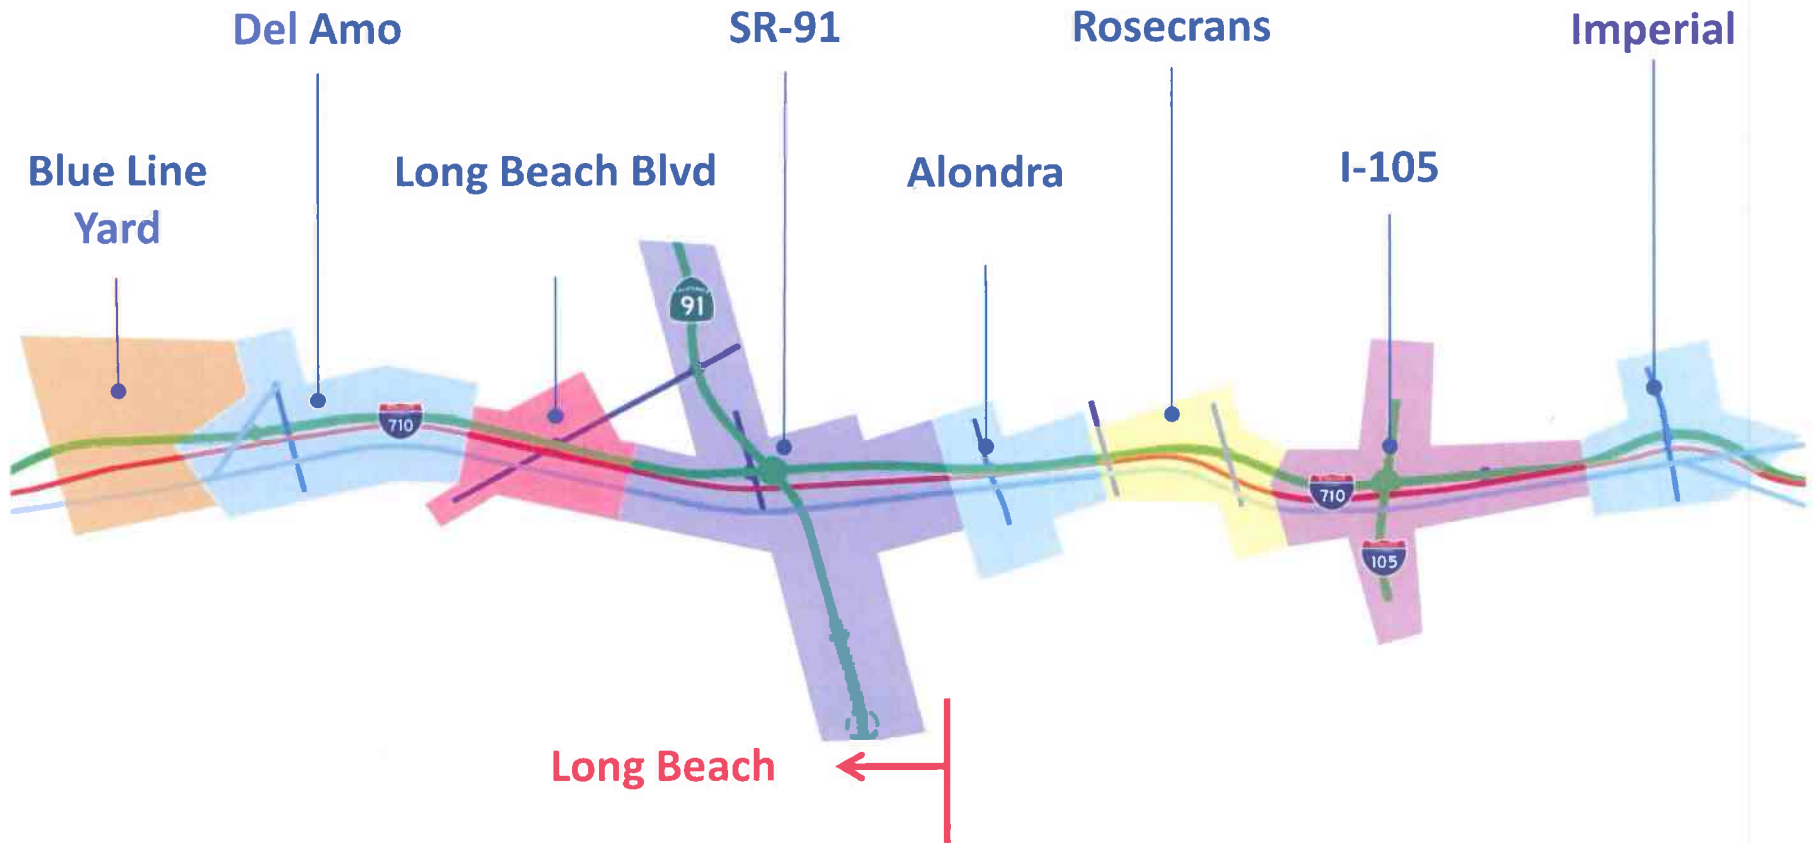 Del Amo
SR-91
Rosecrans
Imperial
Blue Line
Yard
Long Beach Blvd
Alondra
I-105
91
710
710
105
Long Beach